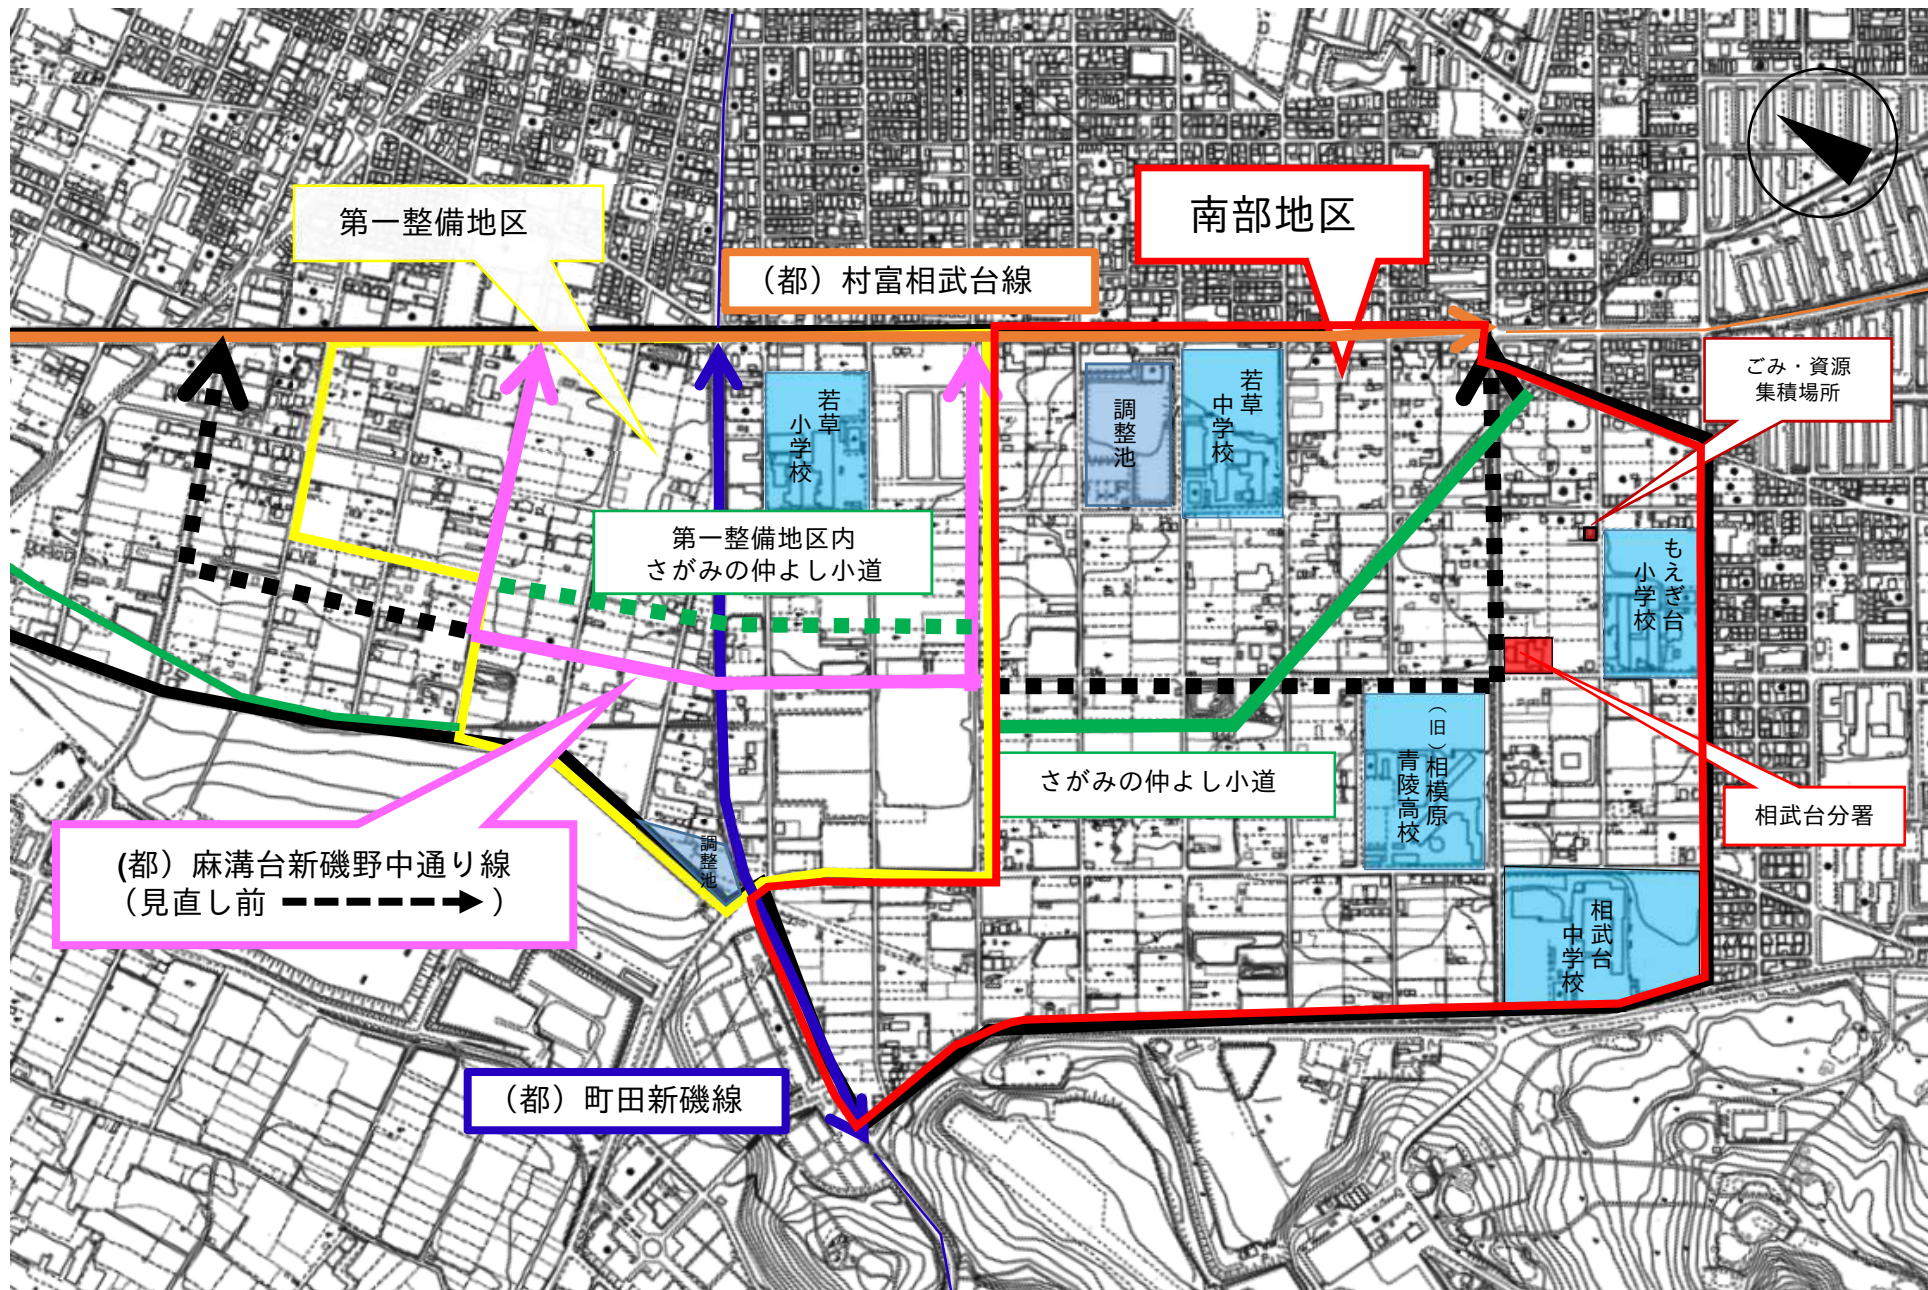 第一整備地区
南部地区
（都）村富相武台線
ごみ・資源
集積場所
若草
小学校
調整池
若草
中学校
第一整備地区内
さがみの仲よし小道
もえぎ台
小学校
（旧）相模原
青陵高校
さがみの仲よし小道
相武台分署
(都）麻溝台新磯野中通り線
（見直し前 ）
調整池
相武台
中学校
（都）町田新磯線